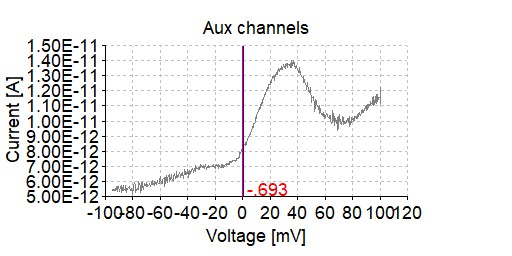 Aux channels
Current [A]
1.50E-11
1.40E-11
1.30E-11
1.20E-11
1.10E-11
1.00E-11
9.00E-12
8.00E-12
7.00E-12
6.00E-12
5.00E-12
-.693
-100 -80 -60 -40 -20 0 20 40 60 80 100 120
Voltage [mV]